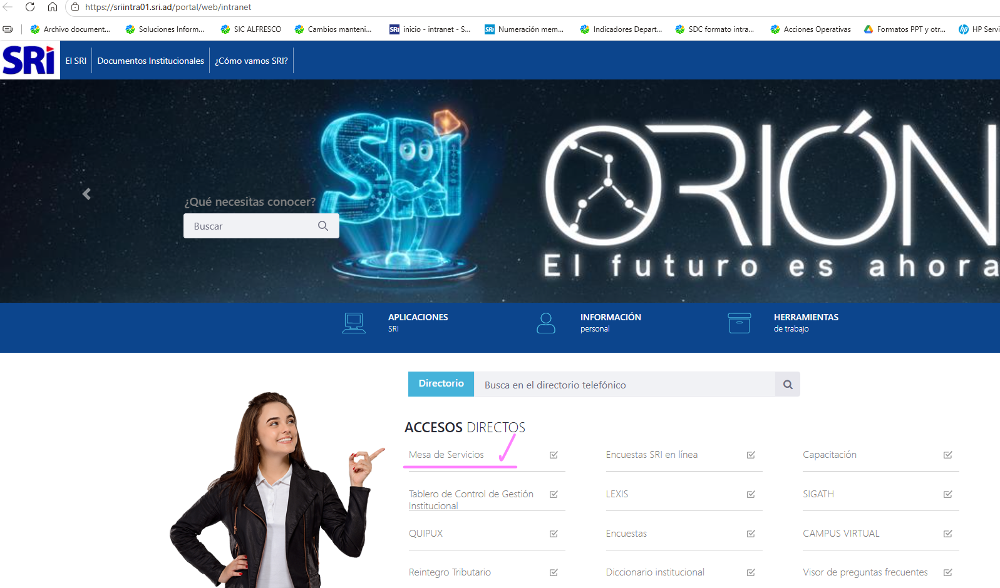 https://sriintra01.sri.ad/portal/web/intranet
Archivo document...
Soluciones Inform...
SIC ALFRESCO
Cambios manteni...
SRi inicio - intranet - S...
SRi Numeración mem...
Indicadores Depart...
SDC formato intra...
Acciones Operativas
Formatos PPT y otr...
hp HP Servi
SRi
El SRI
Documentos Institucionales
¿Cómo vamos SRI?
SRi
ORIÓN
El futuro es ahora
¿Qué necesitas conocer?
Buscar
APLICACIONES
SRI
INFORMACIÓN
personal
HERRAMIENTAS
de trabajo
Directorio
Busca en el directorio telefónico
ACCESOS DIRECTOS
Mesa de Servicios
Encuestas SRI en línea
Capacitación
Tablero de Control de Gestión
Institucional
LEXIS
SIGATH
QUIPUX
Encuestas
CAMPUS VIRTUAL
Reintegro Tributario
Diccionario institucional
Visor de preguntas frecuentes